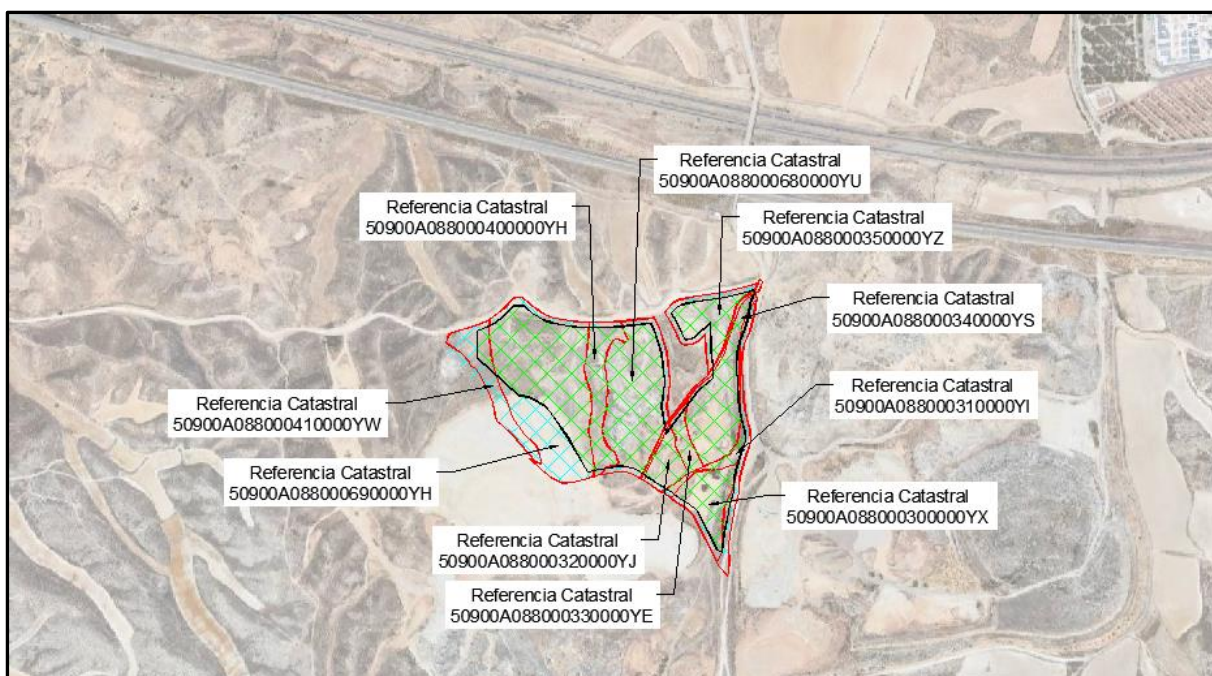 Referencia Catastral
50900A088000680000YU
Referencia Catastral
50900A088000400000YH
Referencia Catastral
50900A088000350000YZ
Referencia Catastral
50900A088000340000YS
Referencia Catastral
50900A088000310000YI
Referencia Catastral
50900A088000410000YW
Referencia Catastral
50900A088000690000YH
Referencia Catastral
50900A088000300000YX
Referencia Catastral
50900A088000320000YJ
Referencia Catastral
50900A088000330000YE